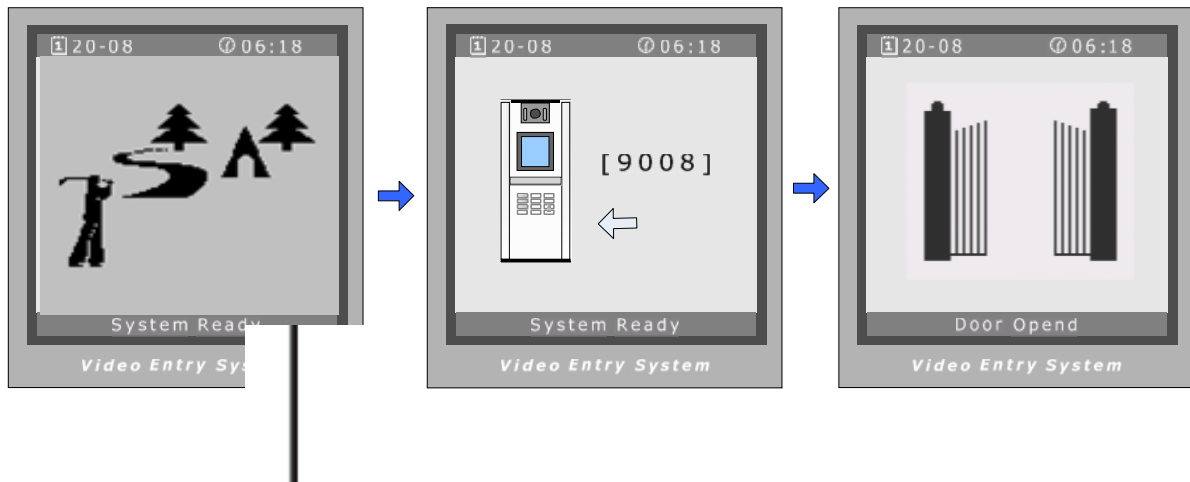 20-08 06:18
System Ready
Video Entry Sys
20-08 06:18
[9008]
System Ready
Video Entry System
20-08 06:18
Door Opend
Video Entry System